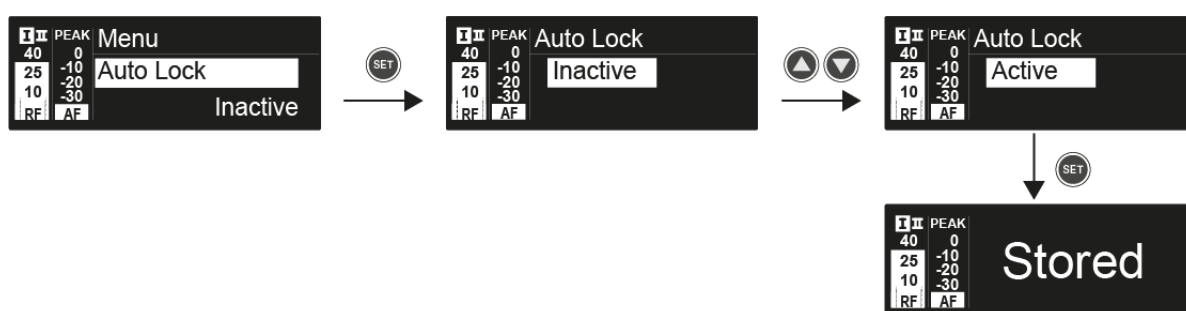 I II PEAK Menu
40 0
25 -10 Auto Lock
-20
10 -30 Inactive
RF AF
SET
I II PEAK Auto Lock
40 0
25 -10 Inactive
-20
10 -30
RF AF
I II PEAK Auto Lock
40 0
25 -10 Active
-20
10 -30
RF AF
SET
I II PEAK
40 0
25 -10 Stored
-20
10 -30
RF AF